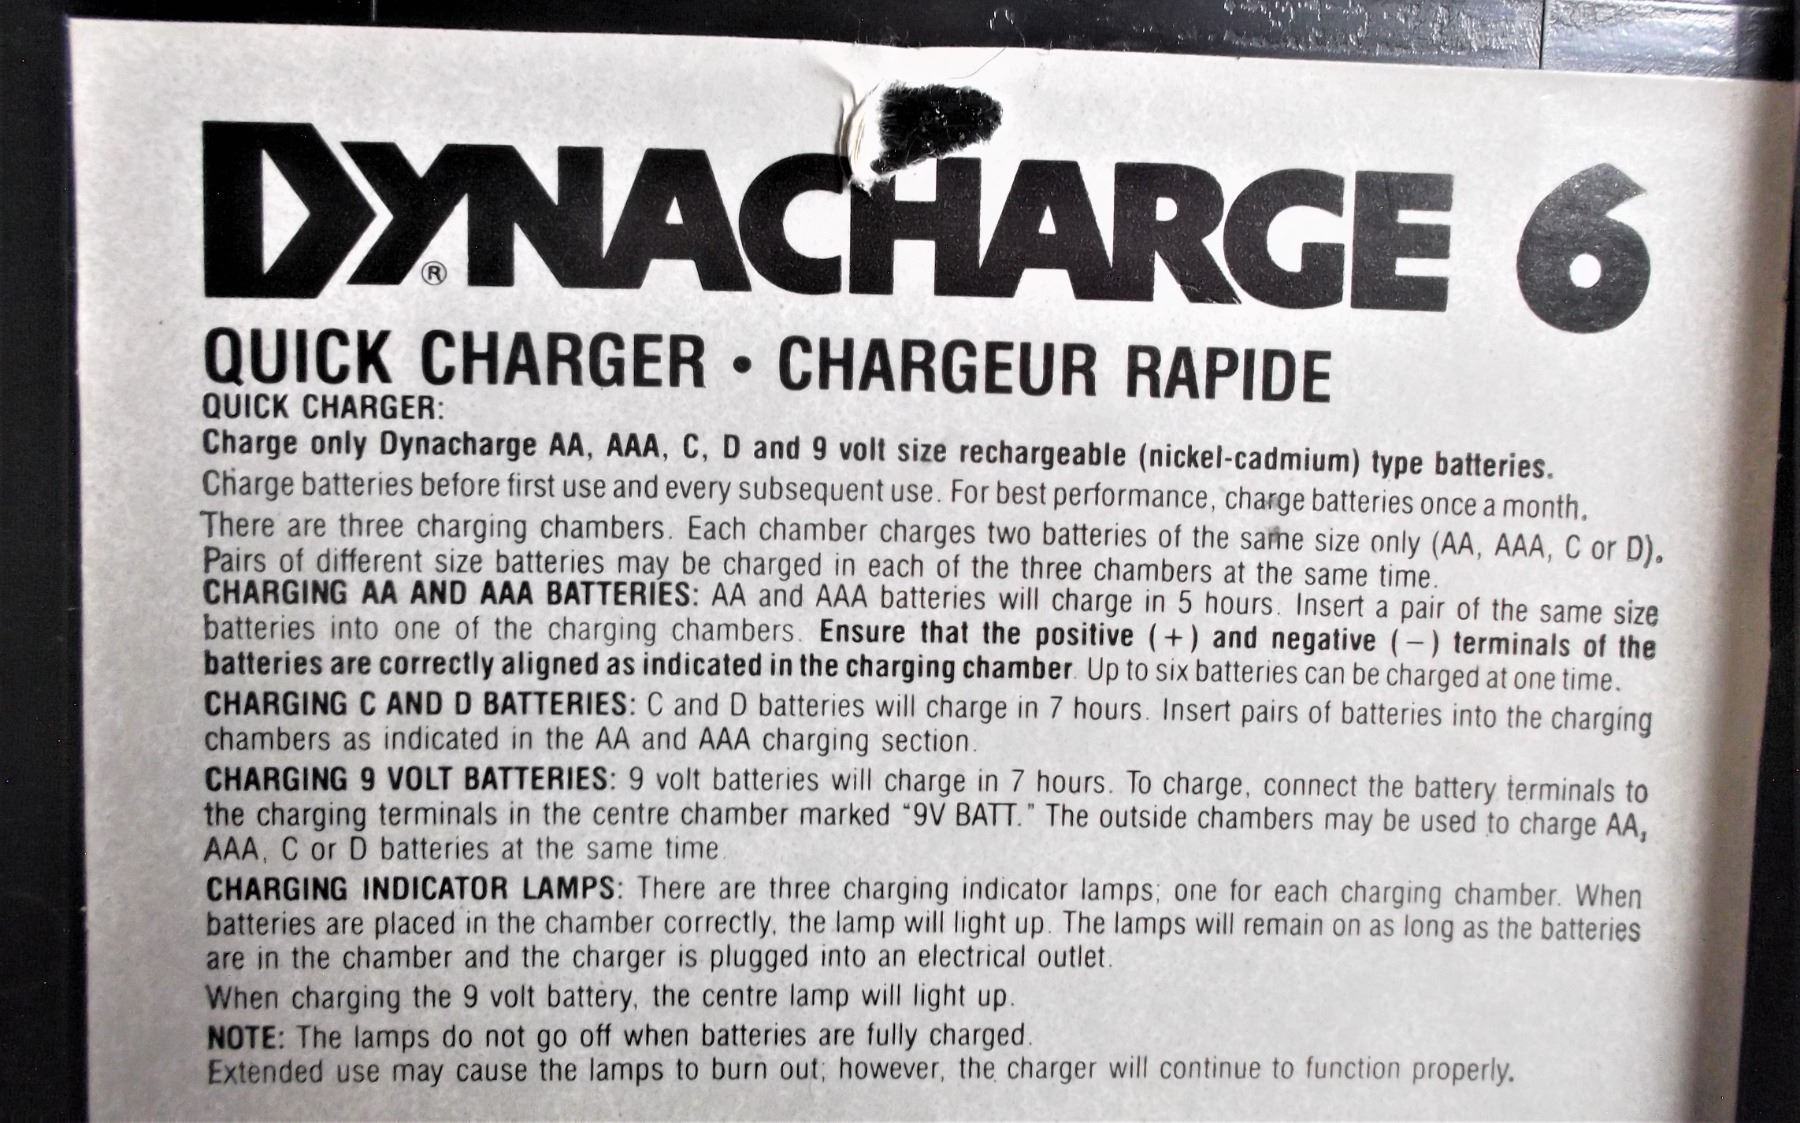 DYNACHARGE 6
®
QUICK CHARGER • CHARGEUR RAPIDE
QUICK CHARGER:
Charge only Dynacharge AA, AAA, C, D and 9 volt size rechargeable (nickel-cadmium) type batteries.
Charge batteries before first use and every subsequent use. For best performance, charge batteries once a month.
There are three charging chambers. Each chamber charges two batteries of the same size only (AA, AAA, C or D).
Pairs of different size batteries may be charged in each of the three chambers at the same time.
CHARGING AA AND AAA BATTERIES: AA and AAA batteries will charge in 5 hours. Insert a pair of the same size
batteries into one of the charging chambers. Ensure that the positive (+) and negative (−) terminals of the
batteries are correctly aligned as indicated in the charging chamber. Up to six batteries can be charged at one time.
CHARGING C AND D BATTERIES: C and D batteries will charge in 7 hours. Insert pairs of batteries into the charging
chambers as indicated in the AA and AAA charging section.
CHARGING 9 VOLT BATTERIES: 9 volt batteries will charge in 7 hours. To charge, connect the battery terminals to
the charging terminals in the centre chamber marked “9V BATT.” The outside chambers may be used to charge AA,
AAA, C or D batteries at the same time.
CHARGING INDICATOR LAMPS: There are three charging indicator lamps; one for each charging chamber. When
batteries are placed in the chamber correctly, the lamp will light up. The lamps will remain on as long as the batteries
are in the chamber and the charger is plugged into an electrical outlet.
When charging the 9 volt battery, the centre lamp will light up.
NOTE: The lamps do not go off when batteries are fully charged.
Extended use may cause the lamps to burn out; however, the charger will continue to function properly.